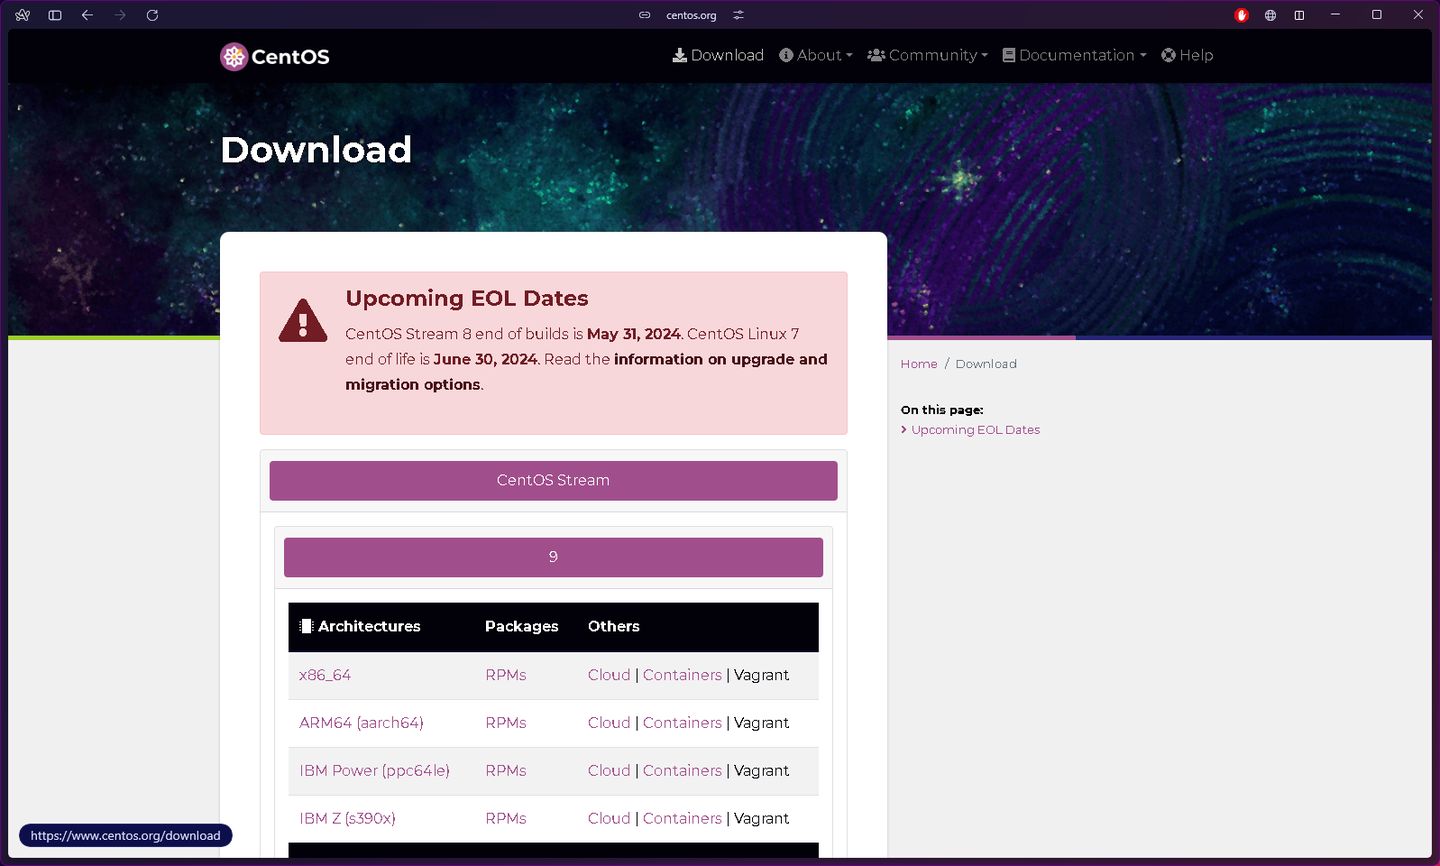 centos.org
CentOS
Download About Community Documentation Help
Download
Upcoming EOL Dates
CentOS Stream 8 end of builds is May 31, 2024. CentOS Linux 7
end of life is June 30, 2024. Read the information on upgrade and
migration options.
Home / Download
On this page:
Upcoming EOL Dates
CentOS Stream
9
Architectures Packages Others
x86_64 RPMs Cloud | Containers | Vagrant
ARM64 (aarch64) RPMs Cloud | Containers | Vagrant
IBM Power (ppc64le) RPMs Cloud | Containers | Vagrant
IBM Z (s390x) RPMs Cloud | Containers | Vagrant
https://www.centos.org/download